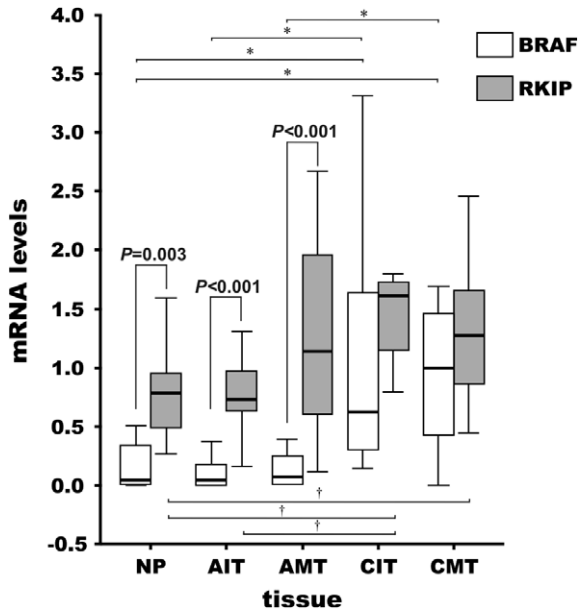 4.0
3.5
3.0
2.5
2.0
1.5
1.0
0.5
0.0
-0.5
mRNA levels
*
*
*
*
BRAF
RKIP
P<0.001
P=0.003
P<0.001
†
†
†
NP AIT AMT CIT CMT
tissue